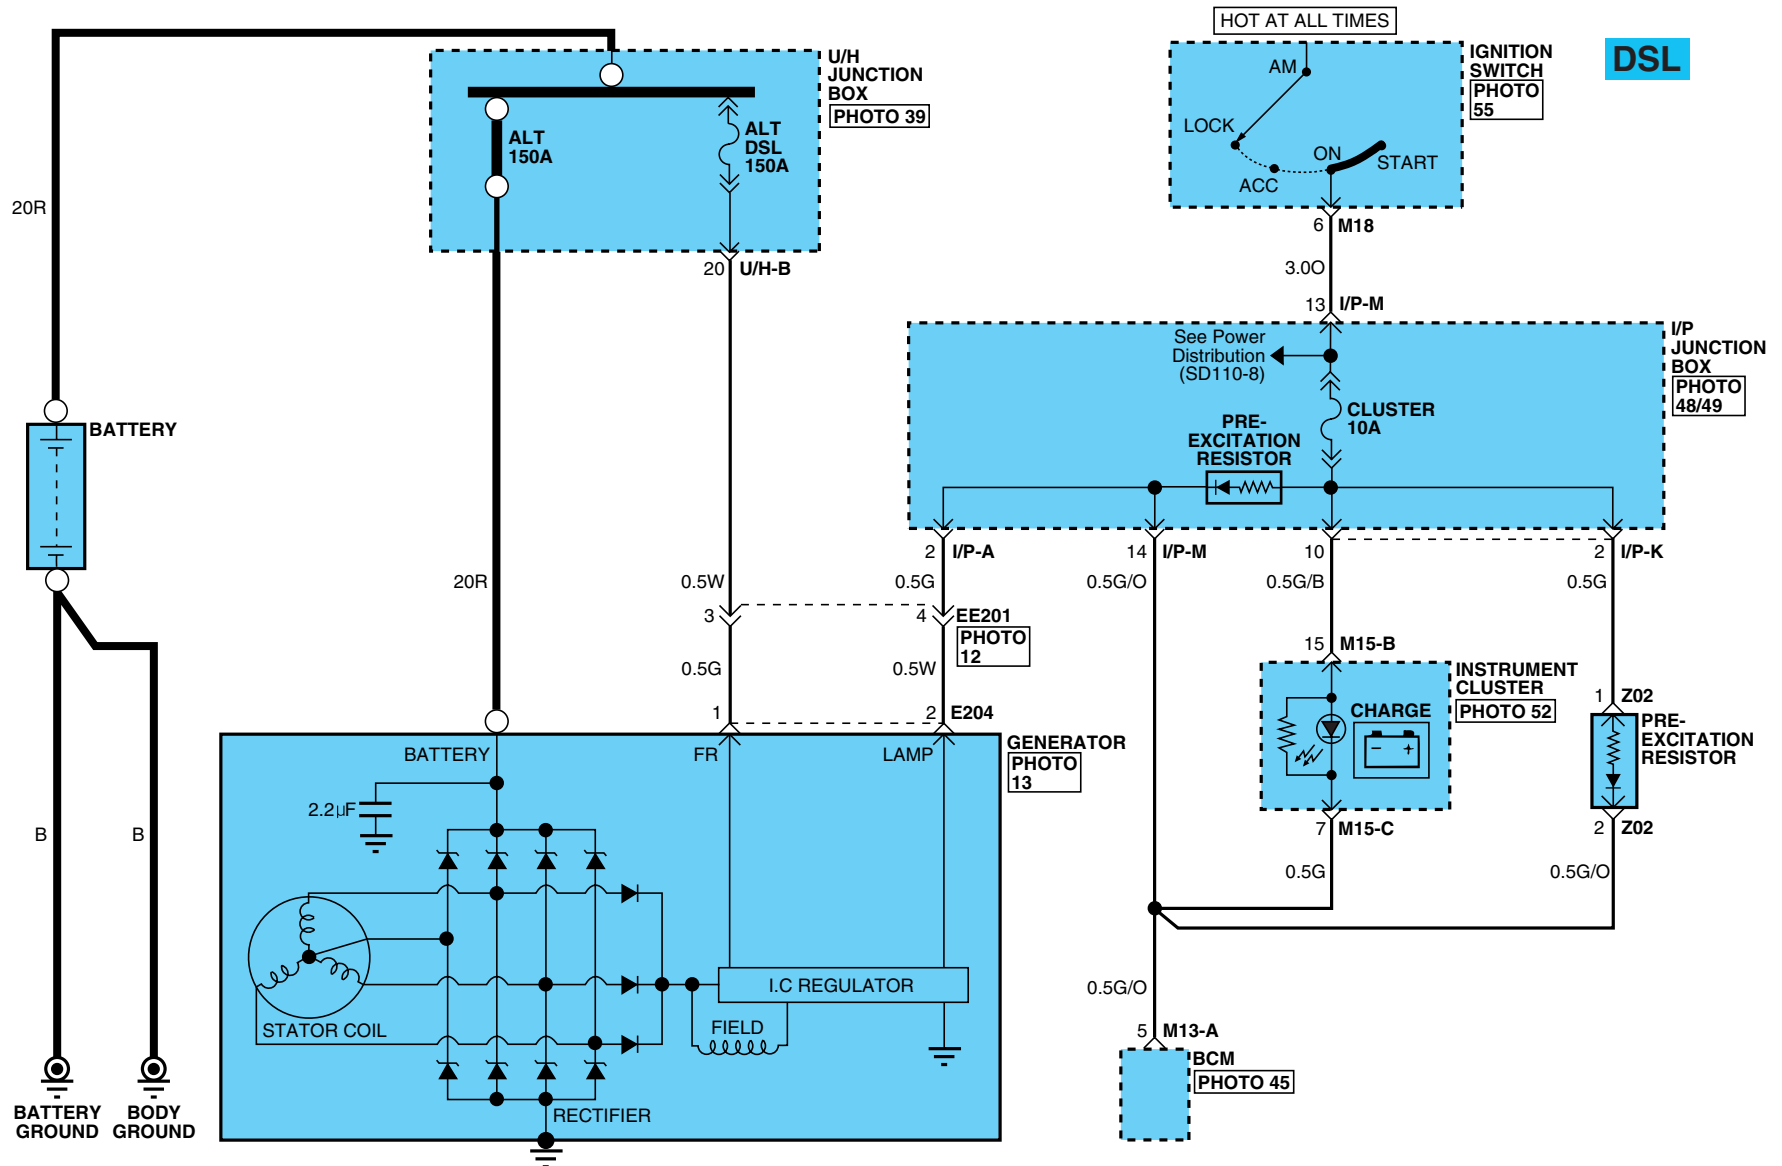 HOT AT ALL TIMES
DSL
U/H
JUNCTION
BOX
PHOTO 39
ALT
150A
ALT
DSL
150A
IGNITION
SWITCH
PHOTO
55
AM
LOCK
ACC
ON
START
20R
20
U/H-B
6
M18
3.0O
13
I/P-M
I/P
JUNCTION
BOX
PHOTO
48/49
See Power
Distribution
(SD110-8)
CLUSTER
10A
PRE-
EXCITATION
RESISTOR
BATTERY
2
I/P-A
14
I/P-M
10
2
I/P-K
20R
0.5W
0.5G
0.5G/O
0.5G/B
0.5G
3
4
EE201
PHOTO
12
0.5G
0.5W
15
M15-B
INSTRUMENT
CLUSTER
PHOTO 52
CHARGE
1
Z02
PRE-
EXCITATION
RESISTOR
1
2
E204
GENERATOR
PHOTO
13
BATTERY
FR
LAMP
2.2µF
7
M15-C
2
Z02
B
B
0.5G
0.5G/O
I.C REGULATOR
STATOR COIL
FIELD
0.5G/O
5
M13-A
BCM
PHOTO 45
RECTIFIER
BATTERY
GROUND
BODY
GROUND